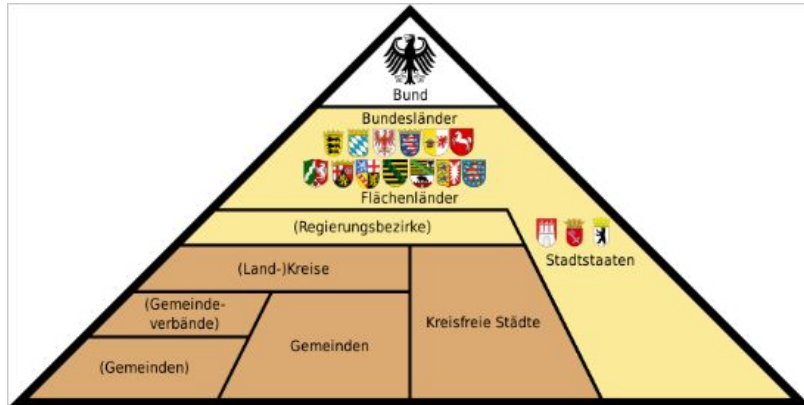 Bund
Bundesländer
Flächenländer
(Regierungsbezirke)
Stadtstaaten
(Land-)Kreise
(Gemeinde-
verbände)
Kreisfreie Städte
Gemeinden
(Gemeinden)